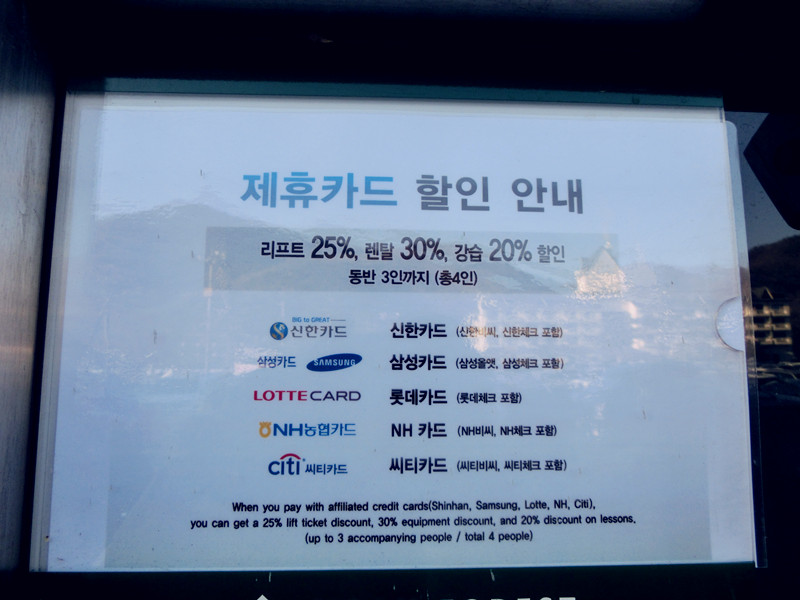 제휴카드 할인 안내
리프트 25%, 렌탈 30%, 강습 20% 할인
동반 3인까지 (총4인)
BIG to GREAT
신한카드 신한카드 (신한비씨, 신한체크 포함)
삼성카드 SAMSUNG 삼성카드 (삼성올앳, 삼성체크 포함)
LOTTE CARD 롯데카드 (롯데체크 포함)
NH농협카드 NH 카드 (NH비씨, NH체크 포함)
citi 씨티카드 씨티카드 (씨티비씨, 씨티체크 포함)
When you pay with affiliated credit cards(Shinhan, Samsung, Lotte, NH, Citi),
you can get a 25% lift ticket discount, 30% equipment discount, and 20% discount on lessons.
(up to 3 accompanying people / total 4 people)